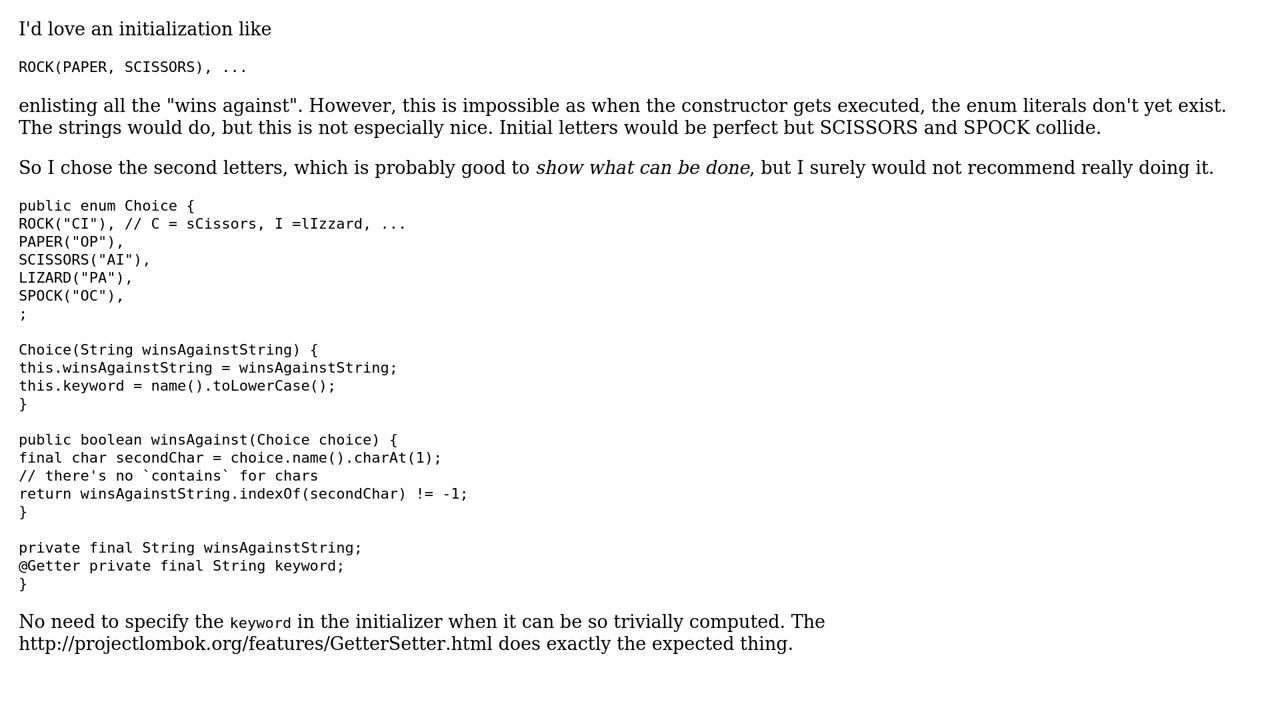 I'd love an initialization like
ROCK(PAPER, SCISSORS), ...
enlisting all the "wins against". However, this is impossible as when the constructor gets executed, the enum literals don't yet exist.
The strings would do, but this is not especially nice. Initial letters would be perfect but SCISSORS and SPOCK collide.
So I chose the second letters, which is probably good to show what can be done, but I surely would not recommend really doing it.
public enum Choice {
ROCK("CI"), // C = sCissors, I =lIzzard, ...
PAPER("OP"),
SCISSORS("AI"),
LIZARD("PA"),
SPOCK("OC"),
;
Choice(String winsAgainstString) {
this.winsAgainstString = winsAgainstString;
this.keyword = name().toLowerCase();
}
public boolean winsAgainst(Choice choice) {
final char secondChar = choice.name().charAt(1);
// there's no `contains` for chars
return winsAgainstString.indexOf(secondChar) != -1;
}
private final String winsAgainstString;
@Getter private final String keyword;
}
No need to specify the keyword in the initializer when it can be so trivially computed. The
http://projectlombok.org/features/GetterSetter.html does exactly the expected thing.